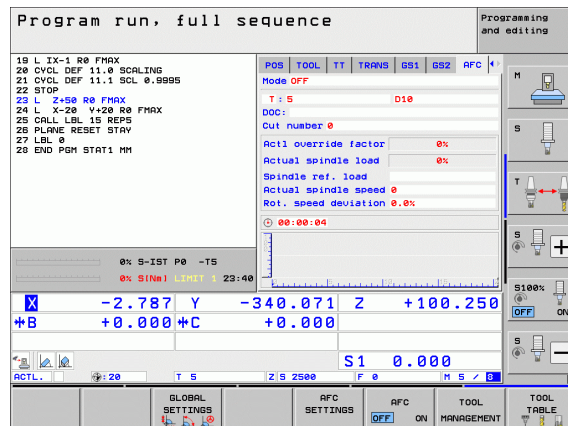 Program run, full sequence
Programming
and editing
19 L IX-1 R0 FMAX
20 CYCL DEF 11.0 SCALING
21 CYCL DEF 11.1 SCL 0.9995
22 STOP
23 L Z+50 R0 FMAX
24 L X-20 Y+20 R0 FMAX
25 CALL LBL 15 REP5
26 PLANE RESET STAY
27 LBL 0
28 END PGM STAT1 MM
POS TOOL TT TRANS GS1 GS2 AFC
Mode OFF
T : 5 D10
DOC:
Cut number 0
Actl override factor 0%
Actual spindle load 0%
Spindle ref. load
Actual spindle speed 0
Rot. speed deviation 0.0%
00:00:04
0% S-IST P0 -T5
0% S[Nm] LIMIT 1 23:40
X -2.787 Y -340.071 Z +100.250
+B +0.000 +C +0.000
S1 0.000
ACTL. :20 T 5 Z S 2500 F 0 M 5 / 8
M
S
T
S
S100%
OFF ON
S
GLOBAL
SETTINGS
AFC
SETTINGS
AFC
OFF ON
TOOL
MANAGEMENT
TOOL
TABLE